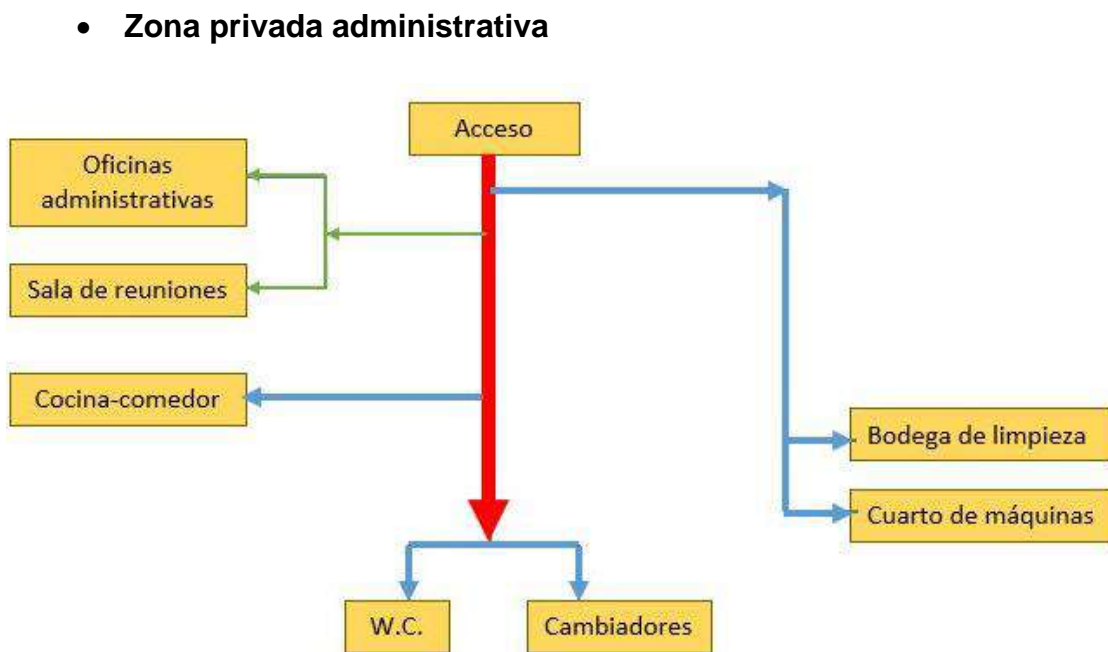 • Zona privada administrativa
Acceso
Oficinas
administrativas
Sala de reuniones
Cocina-comedor
Bodega de limpieza
Cuarto de máquinas
W.C.
Cambiadores